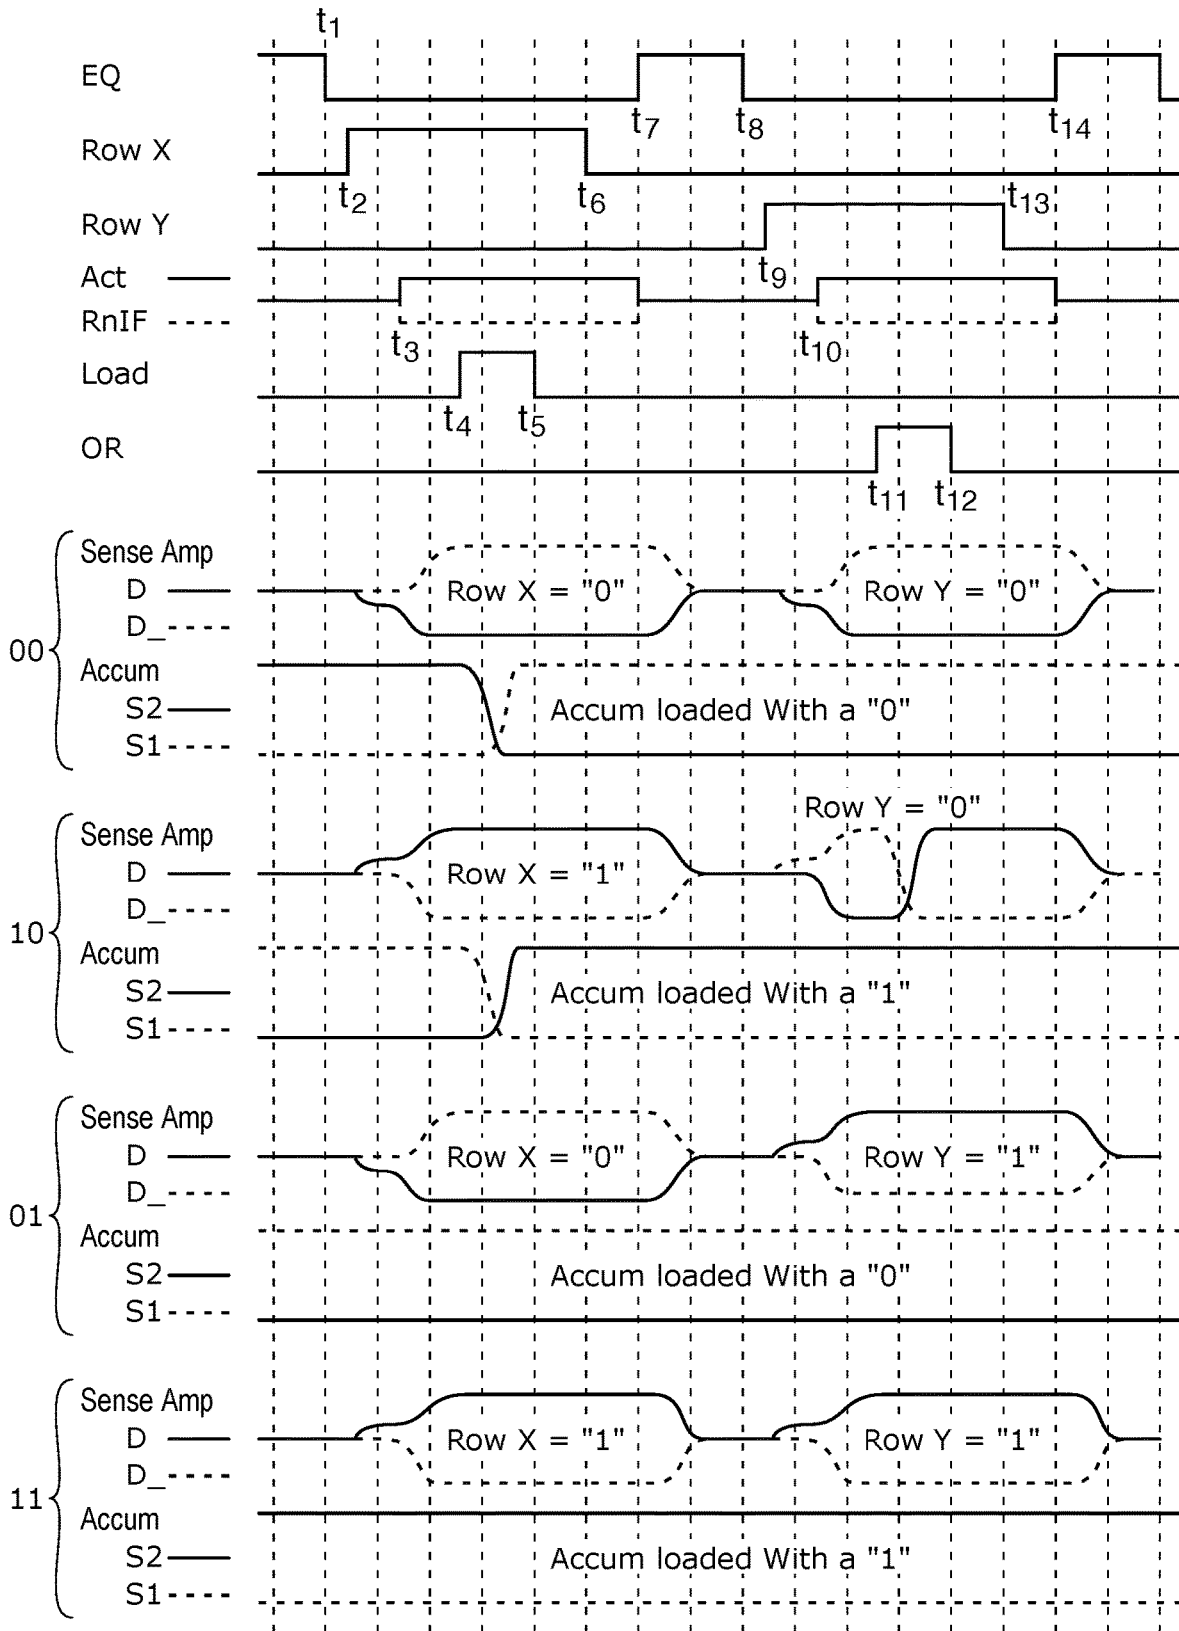 t1
EQ
t7
t8
t14
Row X
t2
t6
t13
Row Y
t9
Act
RnIF
t3
t10
Load
t4
t5
OR
t11
t12
00
Sense Amp
D
D_
Row X = "0"
Row Y = "0"
Accum
S2
S1
Accum loaded With a "0"
10
Row Y = "0"
Sense Amp
D
D_
Row X = "1"
Accum
S2
S1
Accum loaded With a "1"
01
Sense Amp
D
D_
Row X = "0"
Row Y = "1"
Accum
S2
S1
Accum loaded With a "0"
11
Sense Amp
D
D_
Row X = "1"
Row Y = "1"
Accum
S2
S1
Accum loaded With a "1"